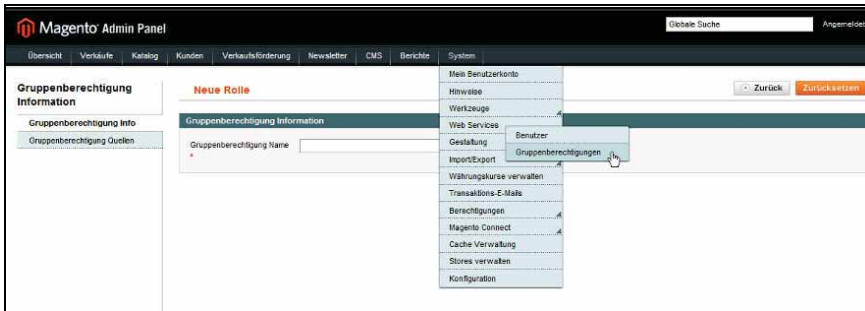 Magento Admin Panel
Globale Suche
Angemeldet
Übersicht Verkäufe Katalog Kunden Verkaufsförderung Newsletter CMS Berichte System
Gruppenberechtigung
Information
Gruppenberechtigung Info
Gruppenberechtigung Quellen
Neue Rolle
Zurück
Zurücksetzen
Gruppenberechtigung Information
Gruppenberechtigung Name
*
Mein Benutzerkonto
Hinweise
Werkzeuge
Web Services
Gestaltung
Import/Export
Währungskurse verwalten
Transaktions-E-Mails
Berechtigungen
Magento Connect
Cache Verwaltung
Stores verwalten
Konfiguration
Benutzer
Gruppenberechtigungen